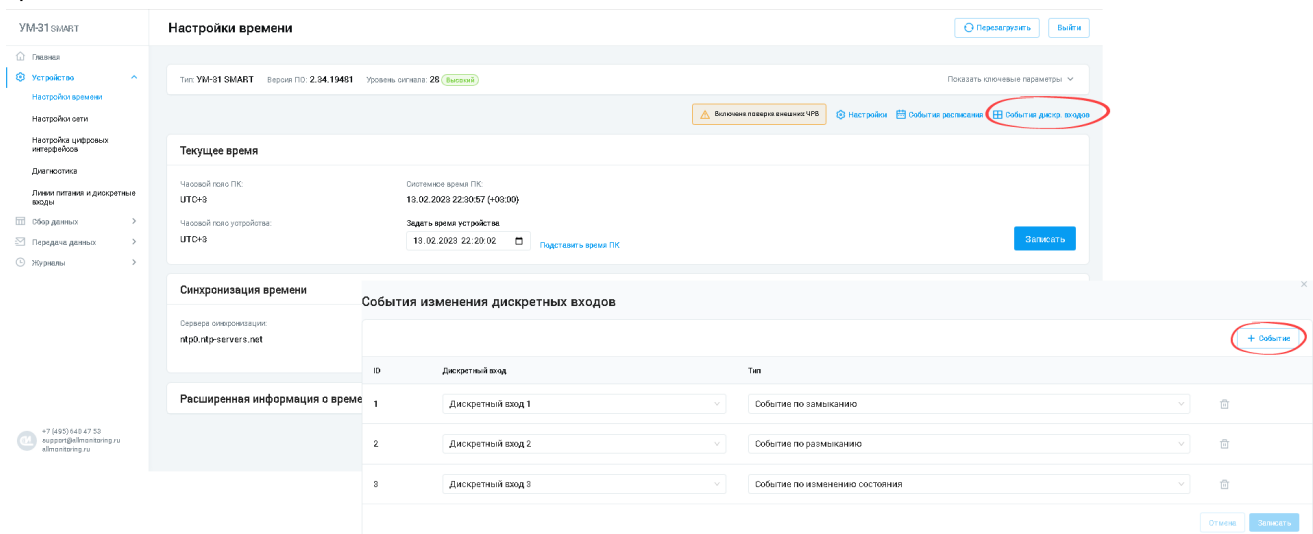 УМ-31 SMART
Настройки времени
Перезагрузить
Выйти
Главная
Устройство
Настройки времени
Настройки сети
Настройка цифровых
интерфейсов
Диагностика
Линии питания и дискретные
входы
Сбор данных
Передача данных
Журналы
+7 (495) 640 47 53
support@allmonitoring.ru
allmonitoring.ru
Тип: УМ-31 SMART Версия ПО: 2.34.19481 Уровень сигнала: 28 Высокий
Показать ключевые параметры
Включена поверка внешних ЧРВ
Настройки
События расписания
События дискр. входов
Текущее время
Часовой пояс ПК:
UTC+3
Системное время ПК:
13.02.2023 22:30:57 (+03:00)
Часовой пояс устройства:
UTC+3
Задать время устройства
13.02.2023 22:20:02
Подставить время ПК
Записать
Синхронизация времени
Сервера синхронизации:
ntp0.ntp-servers.net
Расширенная информация о време
События изменения дискретных входов
+ Событие
ID Дискретный вход Тип
1 Дискретный вход 1 Событие по замыканию
2 Дискретный вход 2 Событие по размыканию
3 Дискретный вход 3 Событие по изменению состояния
Отмена
Записать